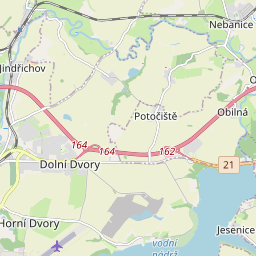 Nebanice
Jindřichov
Potočiště
Obilná
164
164
162
Dolní Dvory
21
Horní Dvory
Jesenice
vodní
nádrž